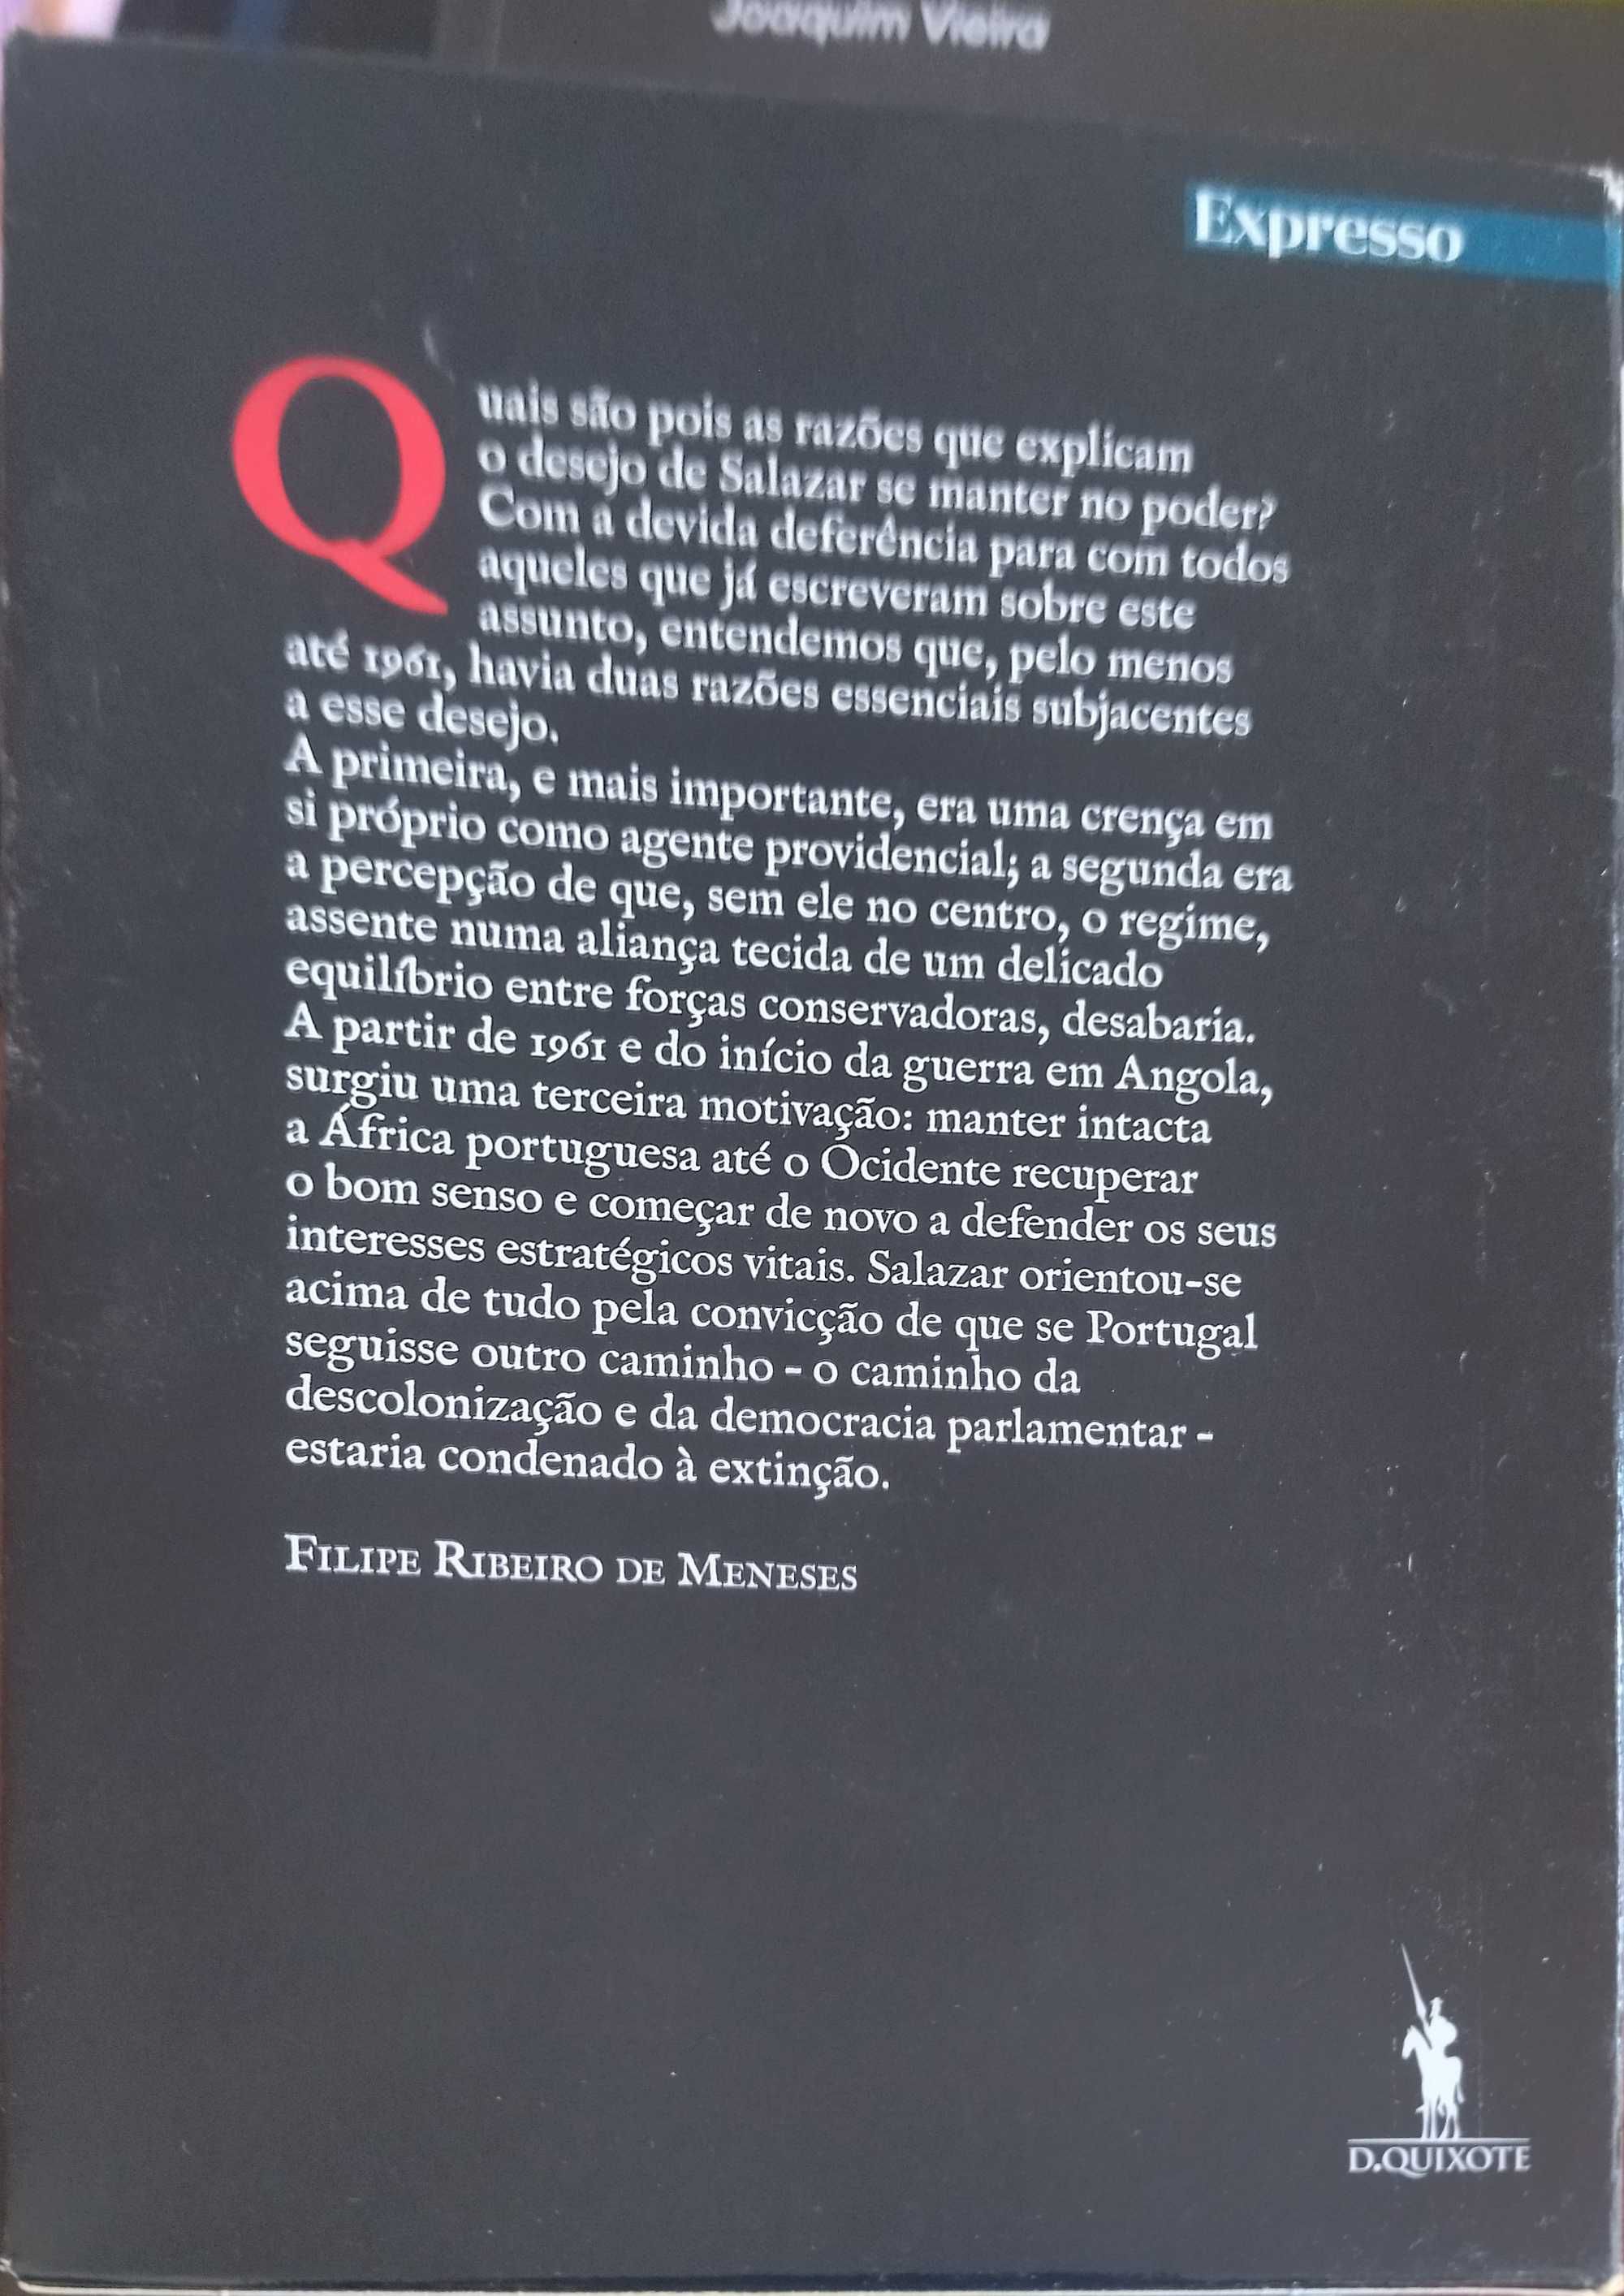 Joaquim Vieira
Expresso
Quais são pois as razões que explicam
o desejo de Salazar se manter no poder?
Com a devida deferência para com todos
aqueles que já escreveram sobre este
assunto, entendemos que, pelo menos
até 1961, havia duas razões essenciais subjacentes
a esse desejo.
A primeira, e mais importante, era uma crença em
si próprio como agente providencial; a segunda era
a percepção de que, sem ele no centro, o regime,
assente numa aliança tecida de um delicado
equilíbrio entre forças conservadoras, desabaria.
A partir de 1961 e do início da guerra em Angola,
surgiu uma terceira motivação: manter intacta
a África portuguesa até o Ocidente recuperar
o bom senso e começar de novo a defender os seus
interesses estratégicos vitais. Salazar orientou-se
acima de tudo pela convicção de que se Portugal
seguisse outro caminho - o caminho da
descolonização e da democracia parlamentar -
estaria condenado à extinção.
FILIPE RIBEIRO DE MENESES
D.QUIXOTE